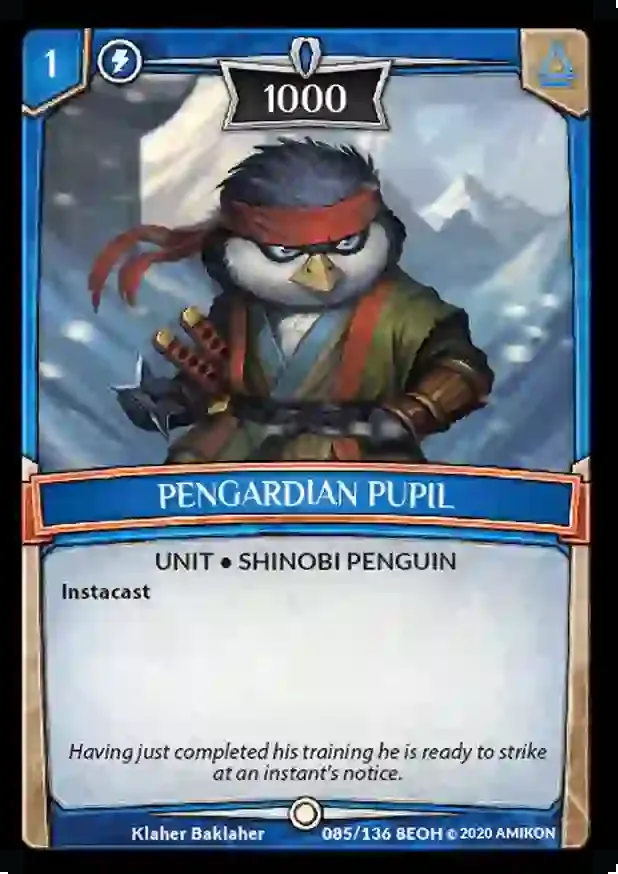 1
1000
PENGARDIAN PUPIL
UNIT • SHINOBI PENGUIN
Instacast
Having just completed his training he is ready to strike
at an instant's notice.
Klaher Baklaher 085/136 BEOH © 2020 AMIKON